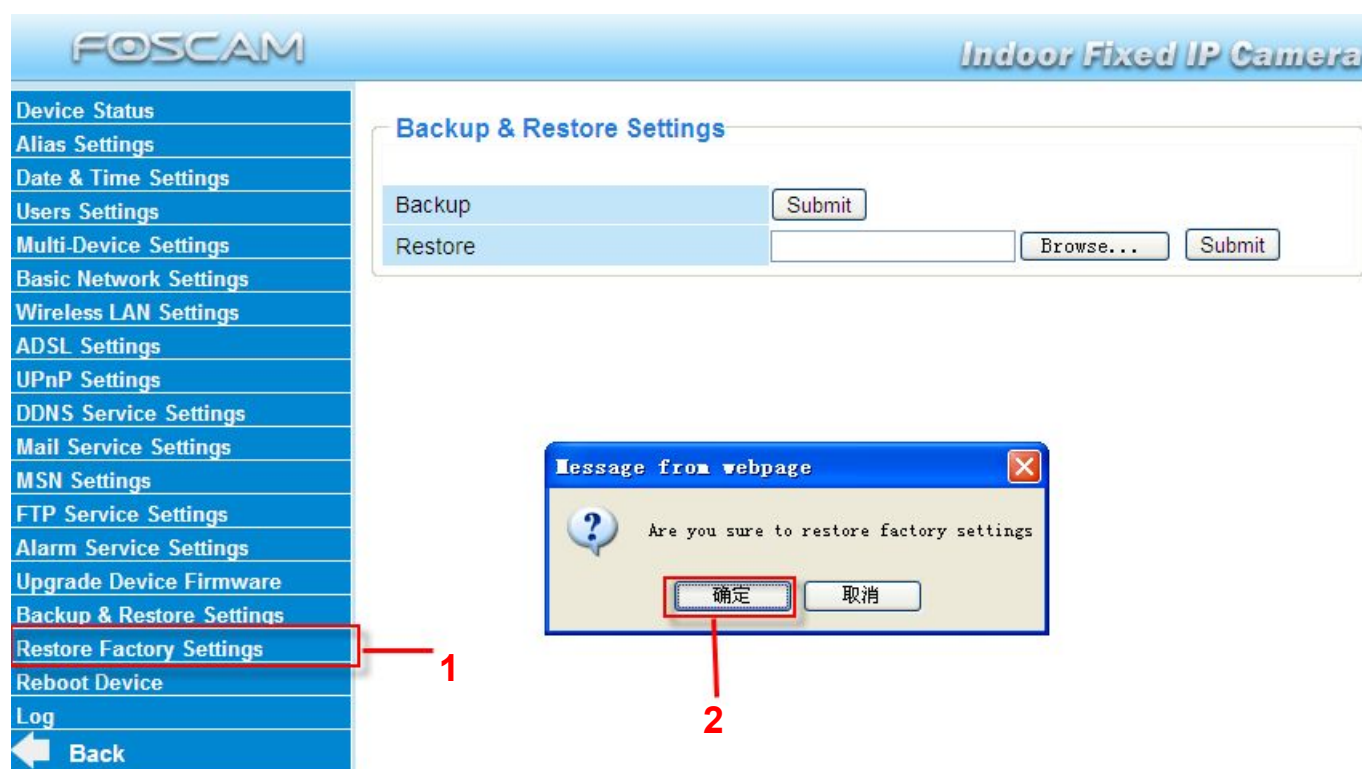 FOSCAM
Indoor Fixed IP Camera
Device Status
Alias Settings
Date & Time Settings
Users Settings
Multi-Device Settings
Basic Network Settings
Wireless LAN Settings
ADSL Settings
UPnP Settings
DDNS Service Settings
Mail Service Settings
MSN Settings
FTP Service Settings
Alarm Service Settings
Upgrade Device Firmware
Backup & Restore Settings
Restore Factory Settings
Reboot Device
Log
Back
Backup & Restore Settings
Backup Submit
Restore Browse... Submit
Message from webpage
Are you sure to restore factory settings
确定 取消
1
2